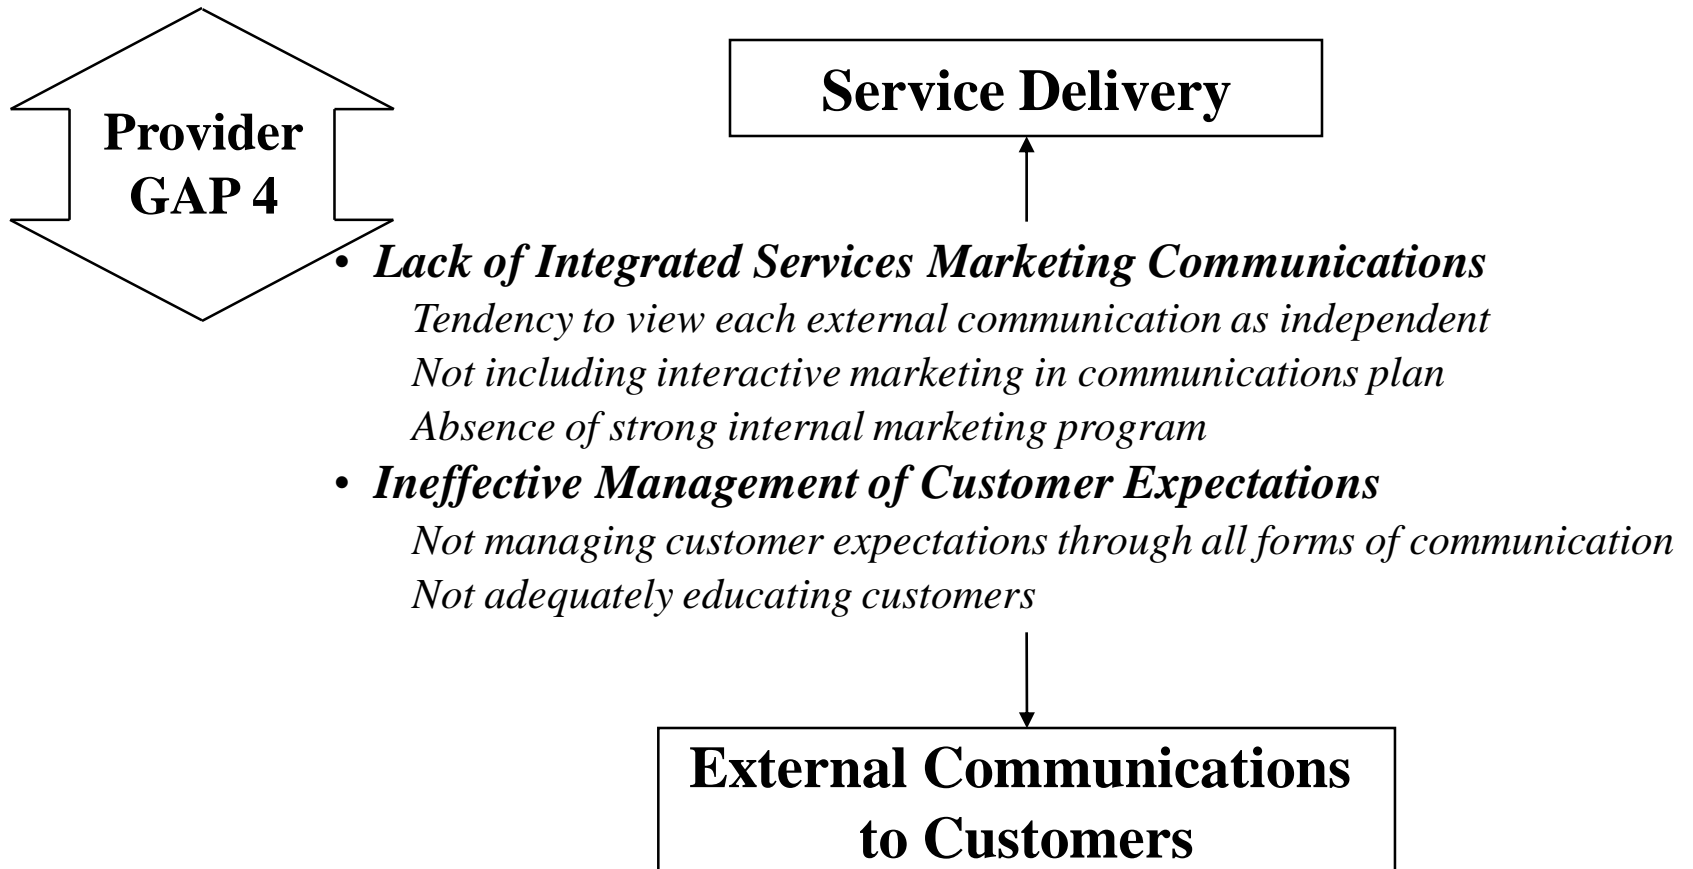 Provider
GAP 4
Service Delivery
• Lack of Integrated Services Marketing Communications
Tendency to view each external communication as independent
Not including interactive marketing in communications plan
Absence of strong internal marketing program
• Ineffective Management of Customer Expectations
Not managing customer expectations through all forms of communication
Not adequately educating customers
External Communications
to Customers